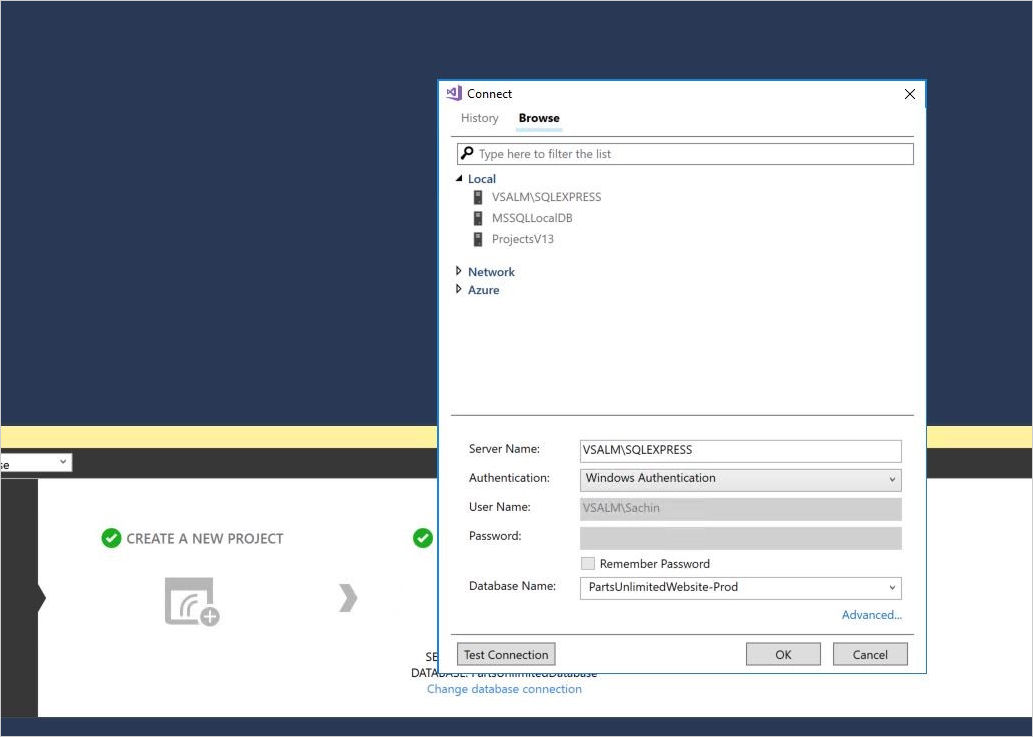 Connect
History Browse
Type here to filter the list
Local
VSALM\SQLEXPRESS
MSSQLLocalDB
ProjectsV13
Network
Azure
Server Name: VSALM\SQLEXPRESS
Authentication: Windows Authentication
User Name: VSALM\Sachin
Password:
Remember Password
Database Name: PartsUnlimitedWebsite-Prod
Advanced...
Test Connection OK Cancel
se
CREATE A NEW PROJECT
SE
DATABASE: PartsUnlimitedDatabase
Change database connection